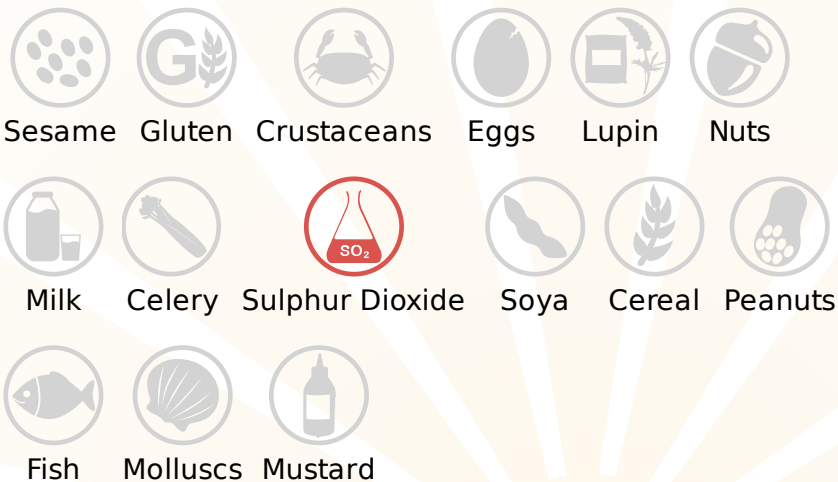 G
Sesame Gluten Crustaceans Eggs Lupin Nuts
SO₂
Milk Celery Sulphur Dioxide Soya Cereal Peanuts
Fish Molluscs Mustard